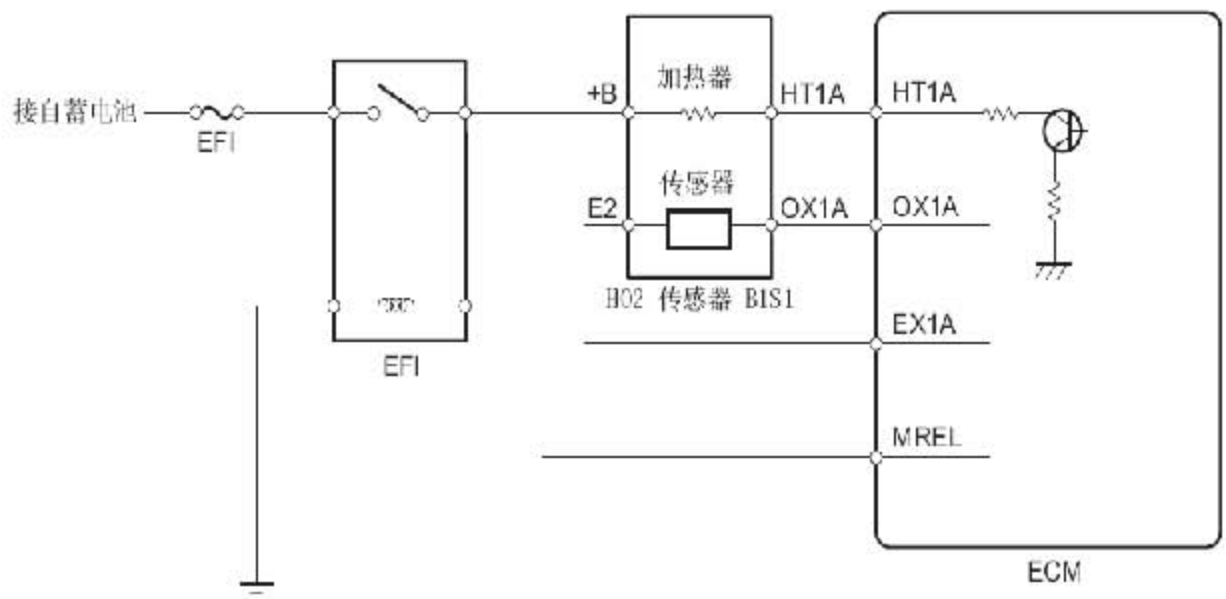 接自蓄电池
EFI
EFI
+B
加热器
HT1A
HT1A
E2
传感器
OX1A
OX1A
HO2 传感器 B1S1
EX1A
MREL
ECM